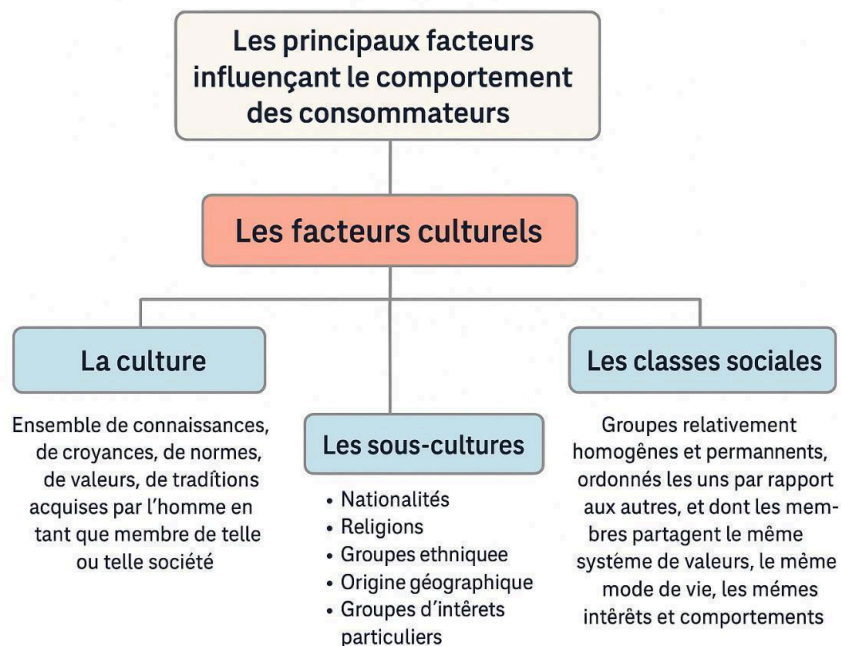 Les principaux facteurs
influençant le comportement
des consommateurs
Les facteurs culturels
La culture
Ensemble de connaissances,
de croyances, de normes,
de valeurs, de tradîtions
acquises par l'homme en
tant que membre de telle
ou telle société
Les sous-cultures
• Nationalités
• Religions
• Groupes ethniquee
• Origine géographique
• Groupes d'intêrets
particuliers
Les classes sociales
Groupes relativement
homogênes et permannents,
ordonnés les uns par rapport
aux autres, et dont les mem-
bres partagent le même
système de valeurs, le mème
mode de vie, les mémes
intêrêts et comportements